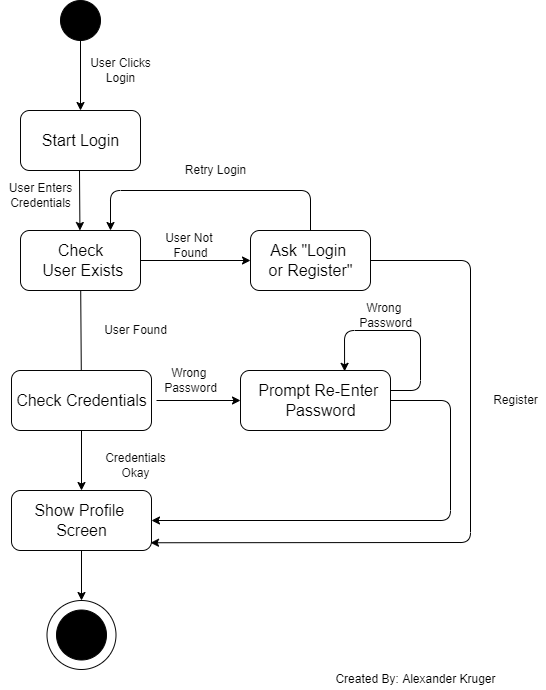 User Clicks
Login
Start Login
Retry Login
User Enters
Credentials
Check
User Exists
User Not
Found
Ask "Login
or Register"
User Found
Wrong
Password
Check Credentials
Wrong
Password
Prompt Re-Enter
Password
Register
Credentials
Okay
Show Profile
Screen
Created By: Alexander Kruger